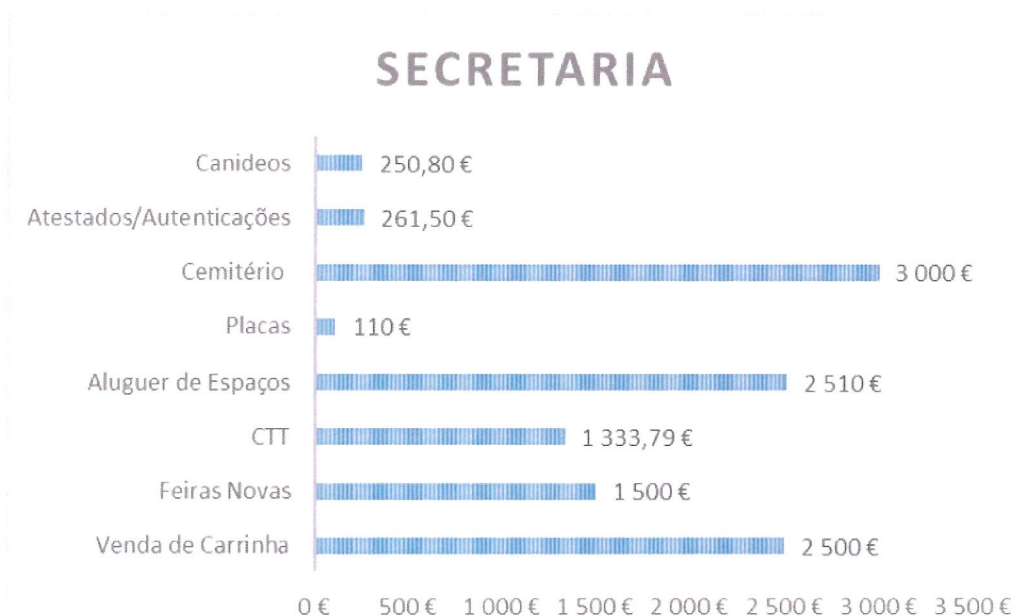 SECRETARIA
Canideos 250,80 €
Atestados/Autenticações 261,50 €
Cemitério 3 000 €
Placas 110 €
Aluguer de Espaços 2 510 €
CTT 1 333,79 €
Feiras Novas 1 500 €
Venda de Carrinha 2 500 €
0 € 500 € 1 000 € 1 500 € 2 000 € 2 500 € 3 000 € 3 500 €